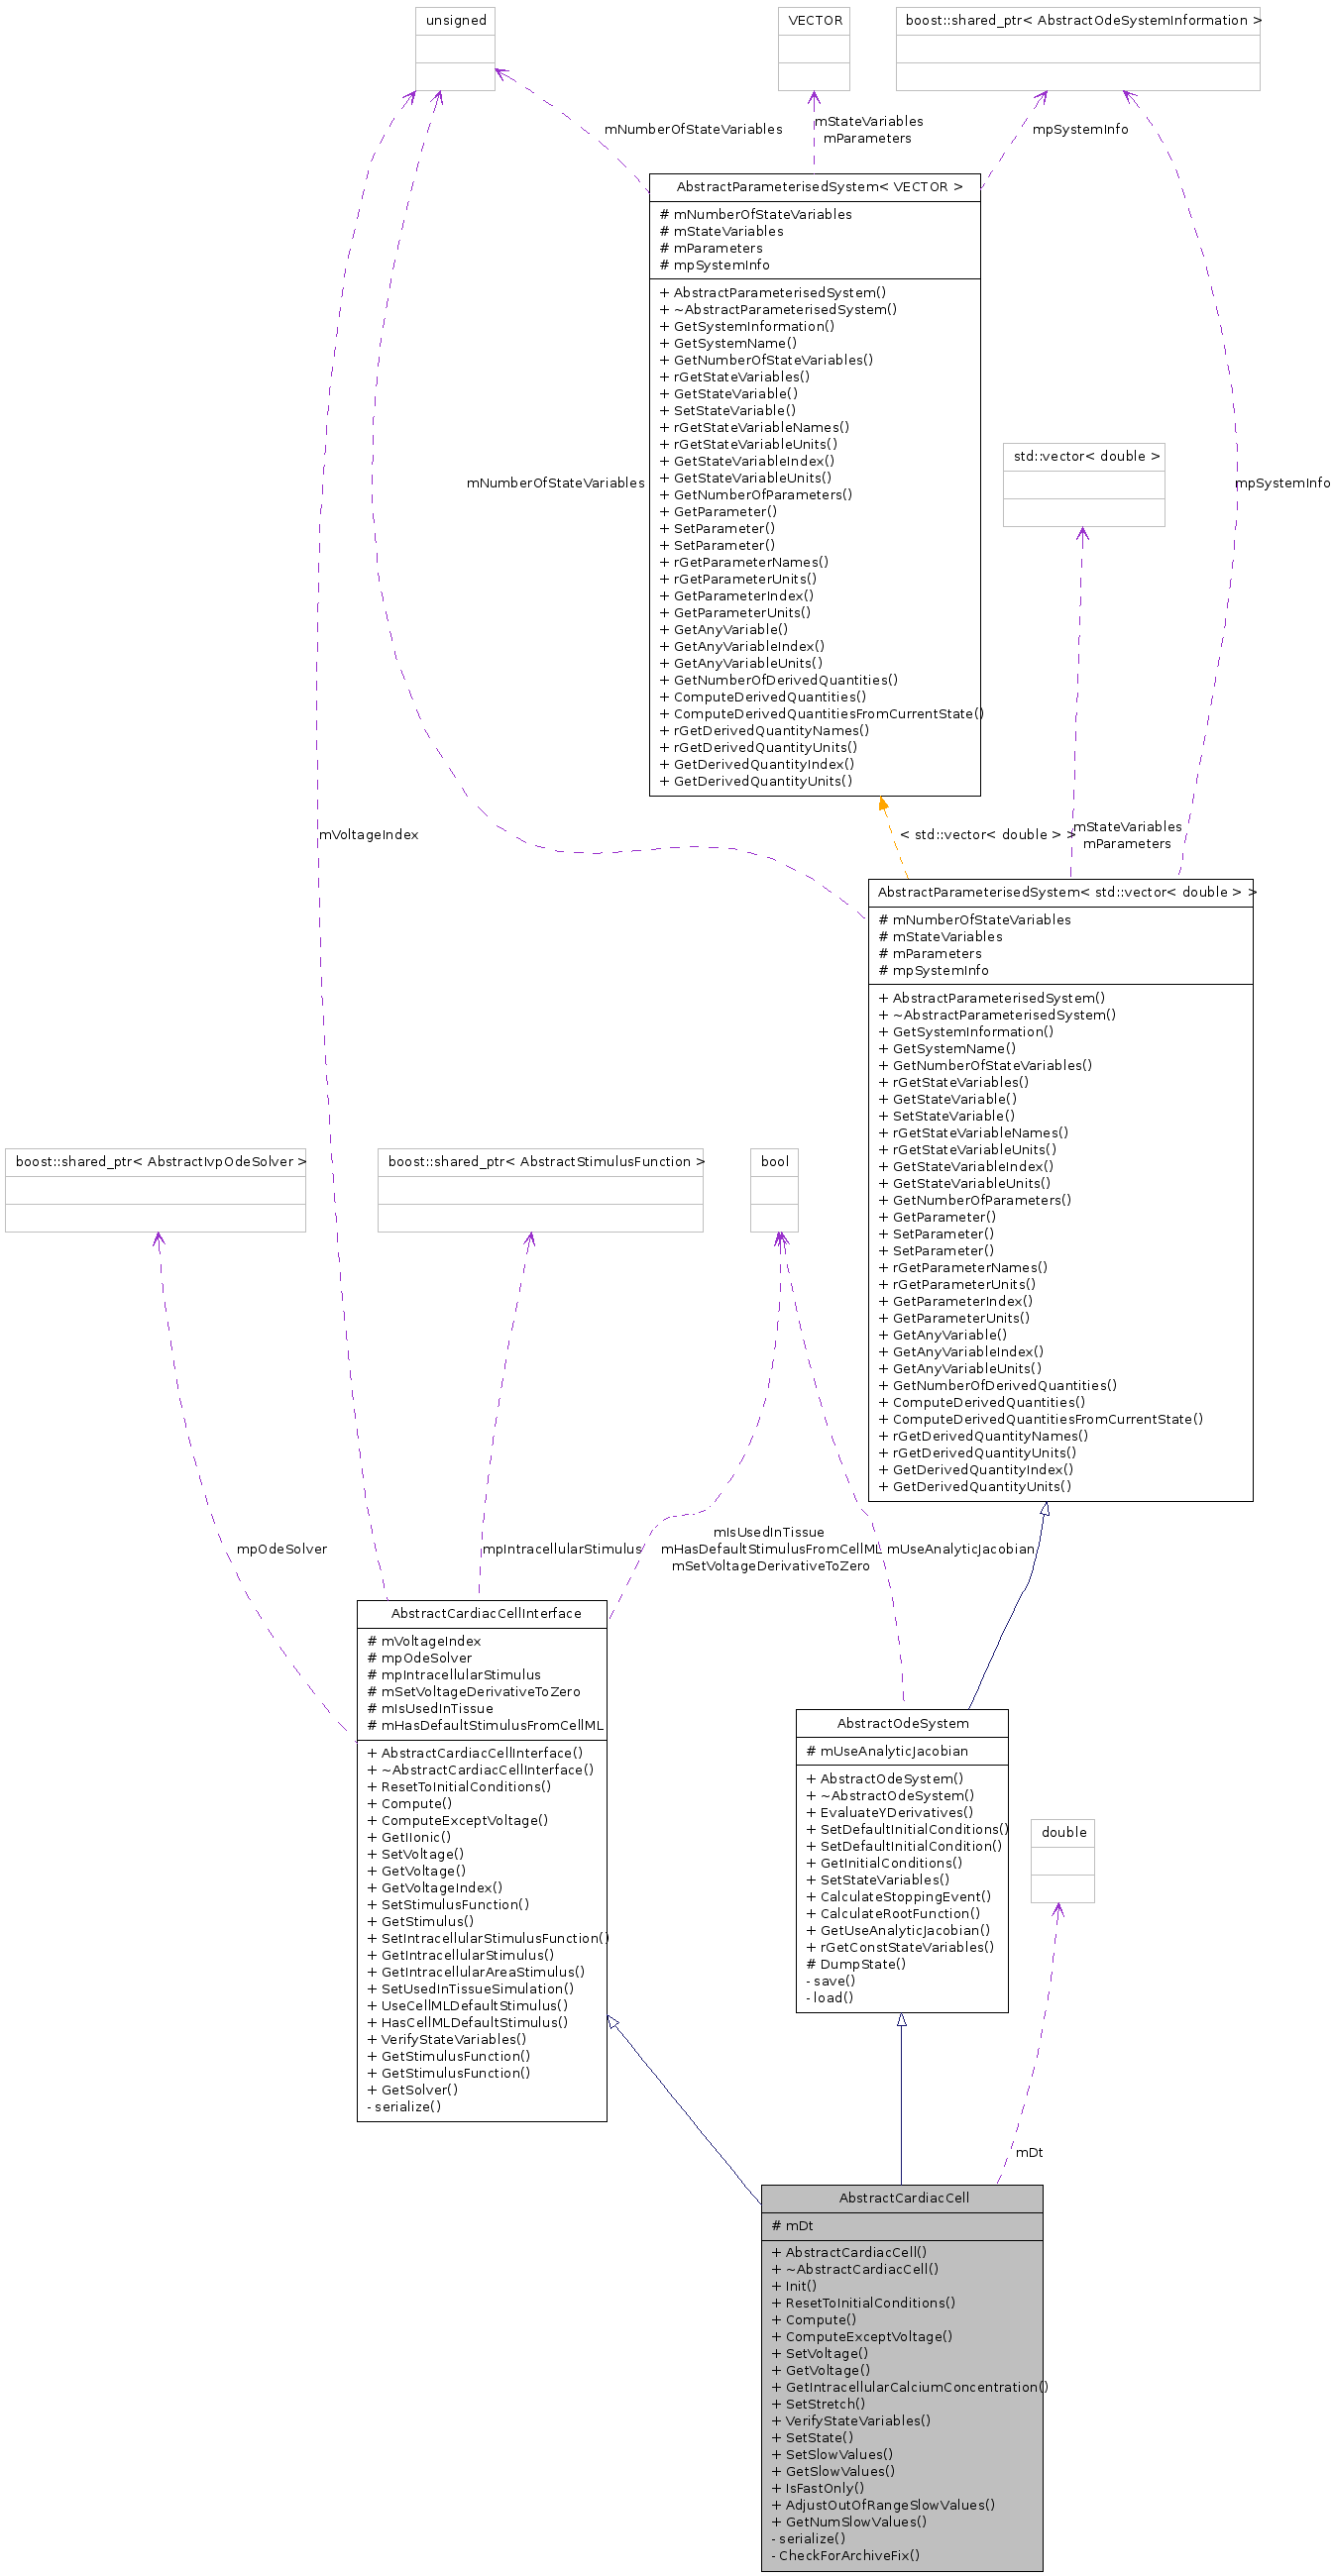 unsigned
VECTOR
boost::shared_ptr< AbstractOdeSystemInformation >
mNumberOfStateVariables
mStateVariables
mParameters
mpSystemInfo
AbstractParameterisedSystem< VECTOR >
# mNumberOfStateVariables
# mStateVariables
# mParameters
# mpSystemInfo
+ AbstractParameterisedSystem()
+ ~AbstractParameterisedSystem()
+ GetSystemInformation()
+ GetSystemName()
+ GetNumberOfStateVariables()
+ rGetStateVariables()
+ GetStateVariable()
+ SetStateVariable()
+ rGetStateVariableNames()
+ rGetStateVariableUnits()
+ GetStateVariableIndex()
+ GetStateVariableUnits()
+ GetNumberOfParameters()
+ GetParameter()
+ SetParameter()
+ SetParameter()
+ rGetParameterNames()
+ rGetParameterUnits()
+ GetParameterIndex()
+ GetParameterUnits()
+ GetAnyVariable()
+ GetAnyVariableIndex()
+ GetAnyVariableUnits()
+ GetNumberOfDerivedQuantities()
+ ComputeDerivedQuantities()
+ ComputeDerivedQuantitiesFromCurrentState()
+ rGetDerivedQuantityNames()
+ rGetDerivedQuantityUnits()
+ GetDerivedQuantityIndex()
+ GetDerivedQuantityUnits()
std::vector< double >
mNumberOfStateVariables
mpSystemInfo
mVoltageIndex
< std::vector< double > >
mStateVariables
mParameters
AbstractParameterisedSystem< std::vector< double > >
# mNumberOfStateVariables
# mStateVariables
# mParameters
# mpSystemInfo
+ AbstractParameterisedSystem()
+ ~AbstractParameterisedSystem()
+ GetSystemInformation()
+ GetSystemName()
+ GetNumberOfStateVariables()
+ rGetStateVariables()
+ GetStateVariable()
+ SetStateVariable()
+ rGetStateVariableNames()
+ rGetStateVariableUnits()
+ GetStateVariableIndex()
+ GetStateVariableUnits()
+ GetNumberOfParameters()
+ GetParameter()
+ SetParameter()
+ SetParameter()
+ rGetParameterNames()
+ rGetParameterUnits()
+ GetParameterIndex()
+ GetParameterUnits()
+ GetAnyVariable()
+ GetAnyVariableIndex()
+ GetAnyVariableUnits()
+ GetNumberOfDerivedQuantities()
+ ComputeDerivedQuantities()
+ ComputeDerivedQuantitiesFromCurrentState()
+ rGetDerivedQuantityNames()
+ rGetDerivedQuantityUnits()
+ GetDerivedQuantityIndex()
+ GetDerivedQuantityUnits()
boost::shared_ptr< AbstractIvpOdeSolver >
boost::shared_ptr< AbstractStimulusFunction >
bool
mpOdeSolver
mpIntracellularStimulus
mIsUsedInTissue
mHasDefaultStimulusFromCellML
mSetVoltageDerivativeToZero
mUseAnalyticJacobian
AbstractCardiacCellInterface
# mVoltageIndex
# mpOdeSolver
# mpIntracellularStimulus
# mSetVoltageDerivativeToZero
# mIsUsedInTissue
# mHasDefaultStimulusFromCellML
+ AbstractCardiacCellInterface()
+ ~AbstractCardiacCellInterface()
+ ResetToInitialConditions()
+ Compute()
+ ComputeExceptVoltage()
+ GetIIonic()
+ SetVoltage()
+ GetVoltage()
+ GetVoltageIndex()
+ SetStimulusFunction()
+ GetStimulus()
+ SetIntracellularStimulusFunction()
+ GetIntracellularStimulus()
+ GetIntracellularAreaStimulus()
+ SetUsedInTissueSimulation()
+ UseCellMLDefaultStimulus()
+ HasCellMLDefaultStimulus()
+ VerifyStateVariables()
+ GetStimulusFunction()
+ GetStimulusFunction()
+ GetSolver()
- serialize()
AbstractOdeSystem
# mUseAnalyticJacobian
+ AbstractOdeSystem()
+ ~AbstractOdeSystem()
+ EvaluateYDerivatives()
+ SetDefaultInitialConditions()
+ SetDefaultInitialCondition()
+ GetInitialConditions()
+ SetStateVariables()
+ CalculateStoppingEvent()
+ CalculateRootFunction()
+ GetUseAnalyticJacobian()
+ rGetConstStateVariables()
# DumpState()
- save()
- load()
double
mDt
AbstractCardiacCell
# mDt
+ AbstractCardiacCell()
+ ~AbstractCardiacCell()
+ Init()
+ ResetToInitialConditions()
+ Compute()
+ ComputeExceptVoltage()
+ SetVoltage()
+ GetVoltage()
+ GetIntracellularCalciumConcentration()
+ SetStretch()
+ VerifyStateVariables()
+ SetState()
+ SetSlowValues()
+ GetSlowValues()
+ IsFastOnly()
+ AdjustOutOfRangeSlowValues()
+ GetNumSlowValues()
- serialize()
- CheckForArchiveFix()